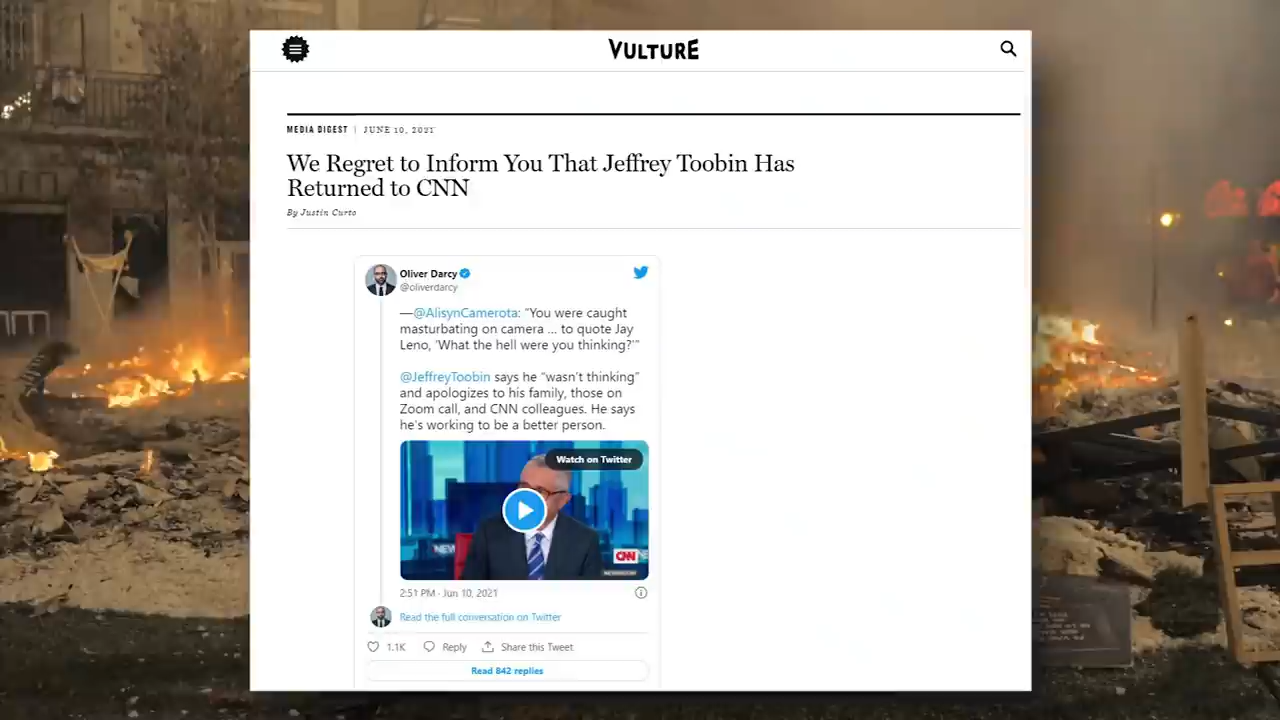 VULTURE
MEDIA DIGEST | JUNE 10, 2021
We Regret to Inform You That Jeffrey Toobin Has
Returned to CNN
By Justin Curto
Oliver Darcy
@oliverdarcy
—@AlisynCamerota: “You were caught
masturbating on camera ... to quote Jay
Leno, ‘What the hell were you thinking?’”
@JeffreyToobin says he “wasn’t thinking”
and apologizes to his family, those on
Zoom call, and CNN colleagues. He says
he’s working to be a better person.
Watch on Twitter
NEW
CNN
NE
2:51 PM · Jun 10, 2021
Read the full conversation on Twitter
1.1K Reply Share this Tweet
Read 842 replies